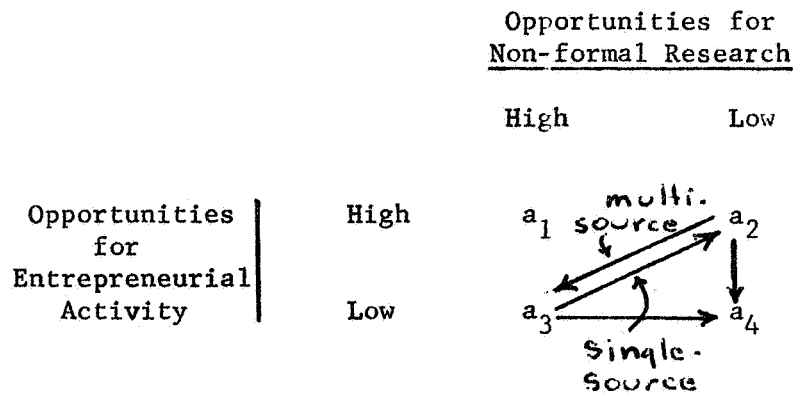 Opportunities for
Non-formal Research
High Low
multi-
source
Opportunities High a1 a2
for
Entrepreneurial
Activity Low a3 a4
single-
source